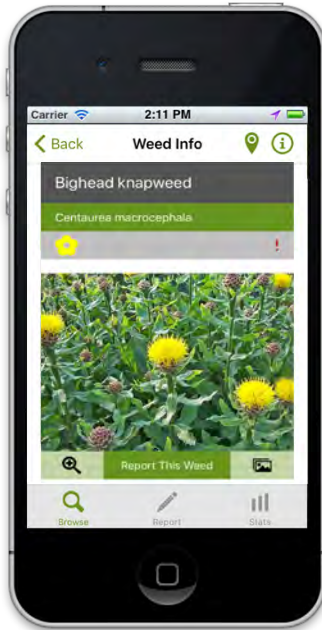 Carrier 2:11 PM
Back Weed Info
Bighead knapweed
Centaurea macrocephala
!
Report This Weed
Browse Report Stats